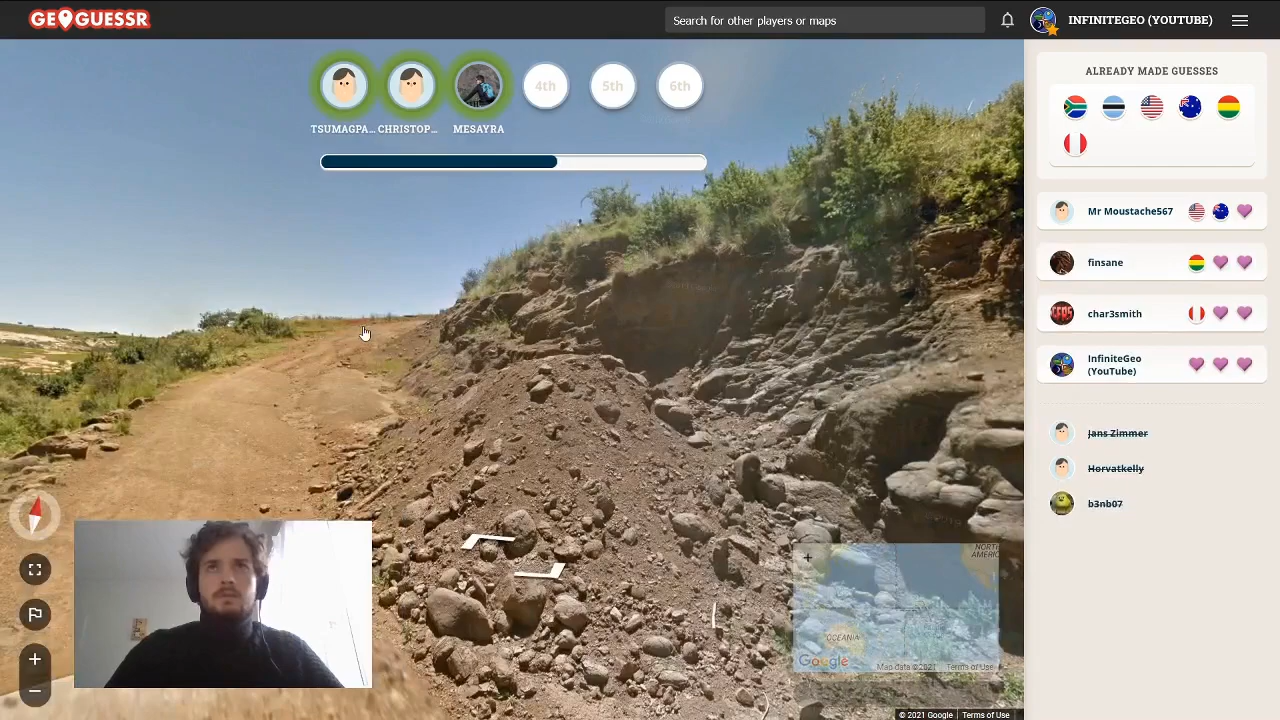 GEOGUESSR
Search for other players or maps
INFINITEGEO (YOUTUBE)
TSUMAGPA... CHRISTOP... MESAYRA
4th 5th 6th
ALREADY MADE GUESSES
Mr Moustache567
finsane
char3smith
InfiniteGeo
(YouTube)
Jans Zimmer
Horvatkelly
b3nb07
NORTH
AMERIC
OCEANIA
Google
Map data ©2021 Terms of Use
© 2021 Google Terms of Use